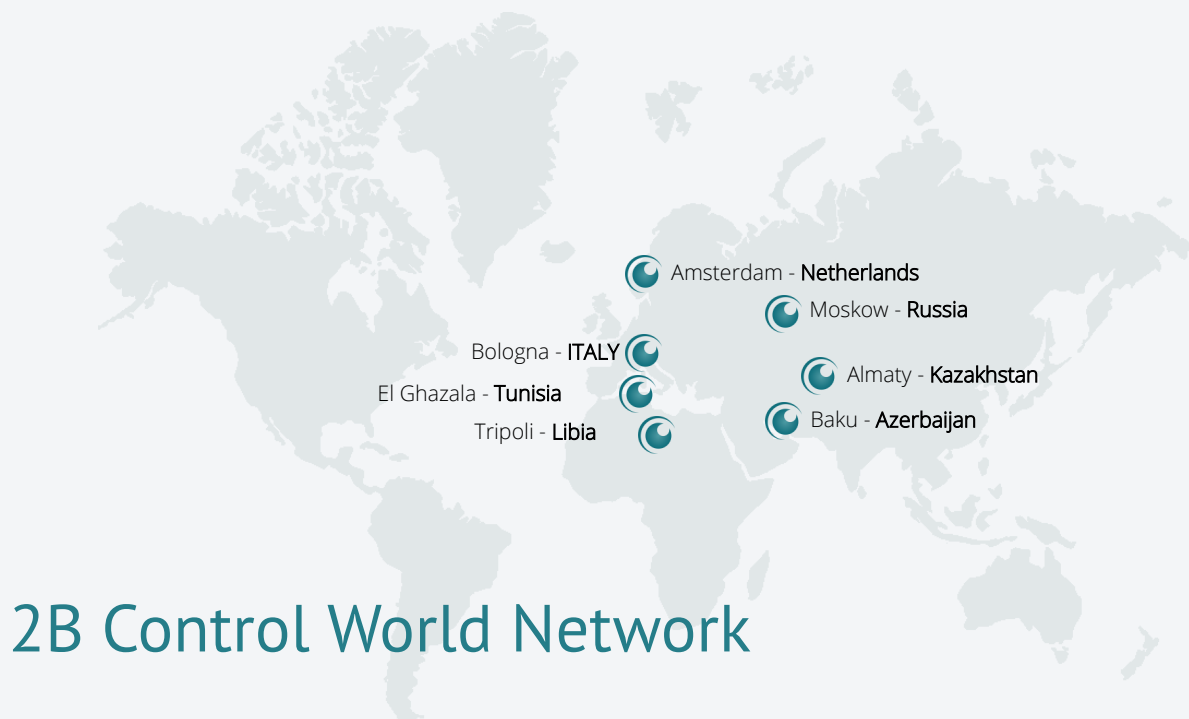 Amsterdam - Netherlands
Moskow - Russia
Bologna - ITALY
Almaty - Kazakhstan
El Ghazala - Tunisia
Baku - Azerbaijan
Tripoli - Libia
2B Control World Network